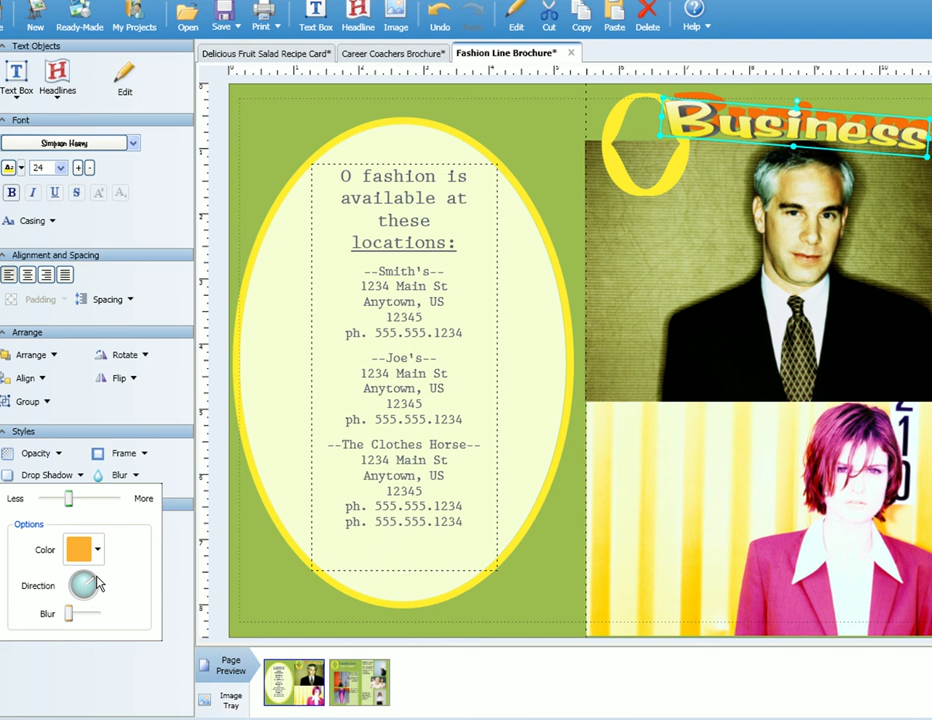 New Ready-Made My Projects Open Save Print Text Box Headline Image Undo Edit Cut Copy Paste Delete Help
Text Objects
Delicious Fruit Salad Recipe Card* Career Coachers Brochure* Fashion Line Brochure* ×
Text Box Headlines Edit
Font
Simpson Heavy
24
B I U S
Aa Casing
Alignment and Spacing
Padding Spacing
Arrange
Arrange Rotate
Align Flip
Group
Styles
Opacity Frame
Drop Shadow Blur
Less More
Options
Color
Direction
Blur
O fashion is
available at
these
locations:
--Smith's--
1234 Main St
Anytown, US
12345
ph. 555.555.1234
--Joe's--
1234 Main St
Anytown, US
12345
ph. 555.555.1234
--The Clothes Horse--
1234 Main St
Anytown, US
12345
ph. 555.555.1234
ph. 555.555.1234
O Business
Page
Preview
Image
Tray